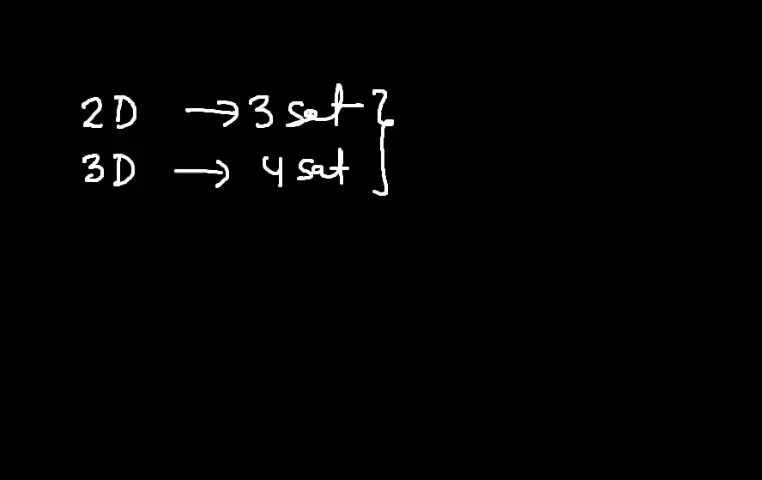 2D → 3 sat }
3D → 4 sat